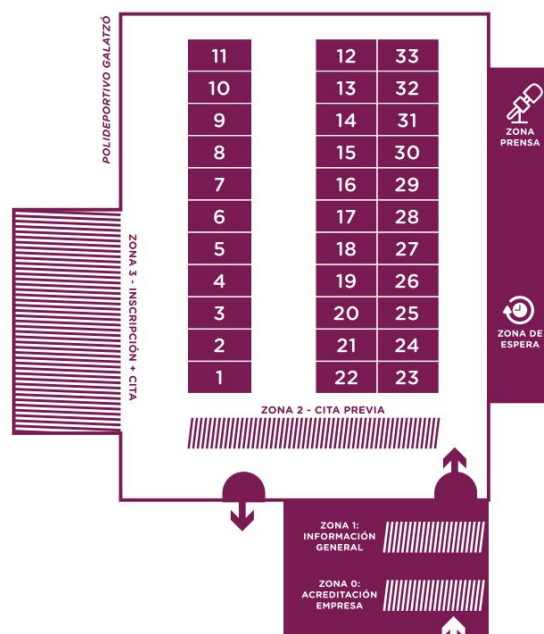 POLIDEPORTIVO GALATZÓ
11 12 33
10 13 32
9 14 31
8 15 30
7 16 29
6 17 28
5 18 27
4 19 26
3 20 25
2 21 24
1 22 23
ZONA
PRENSA
ZONA DE
ESPERA
ZONA 3 - INSCRIPCIÓN + CITA
ZONA 2 - CITA PREVIA
ZONA 1:
INFORMACIÓN
GENERAL
ZONA 0:
ACREDITACIÓN
EMPRESA